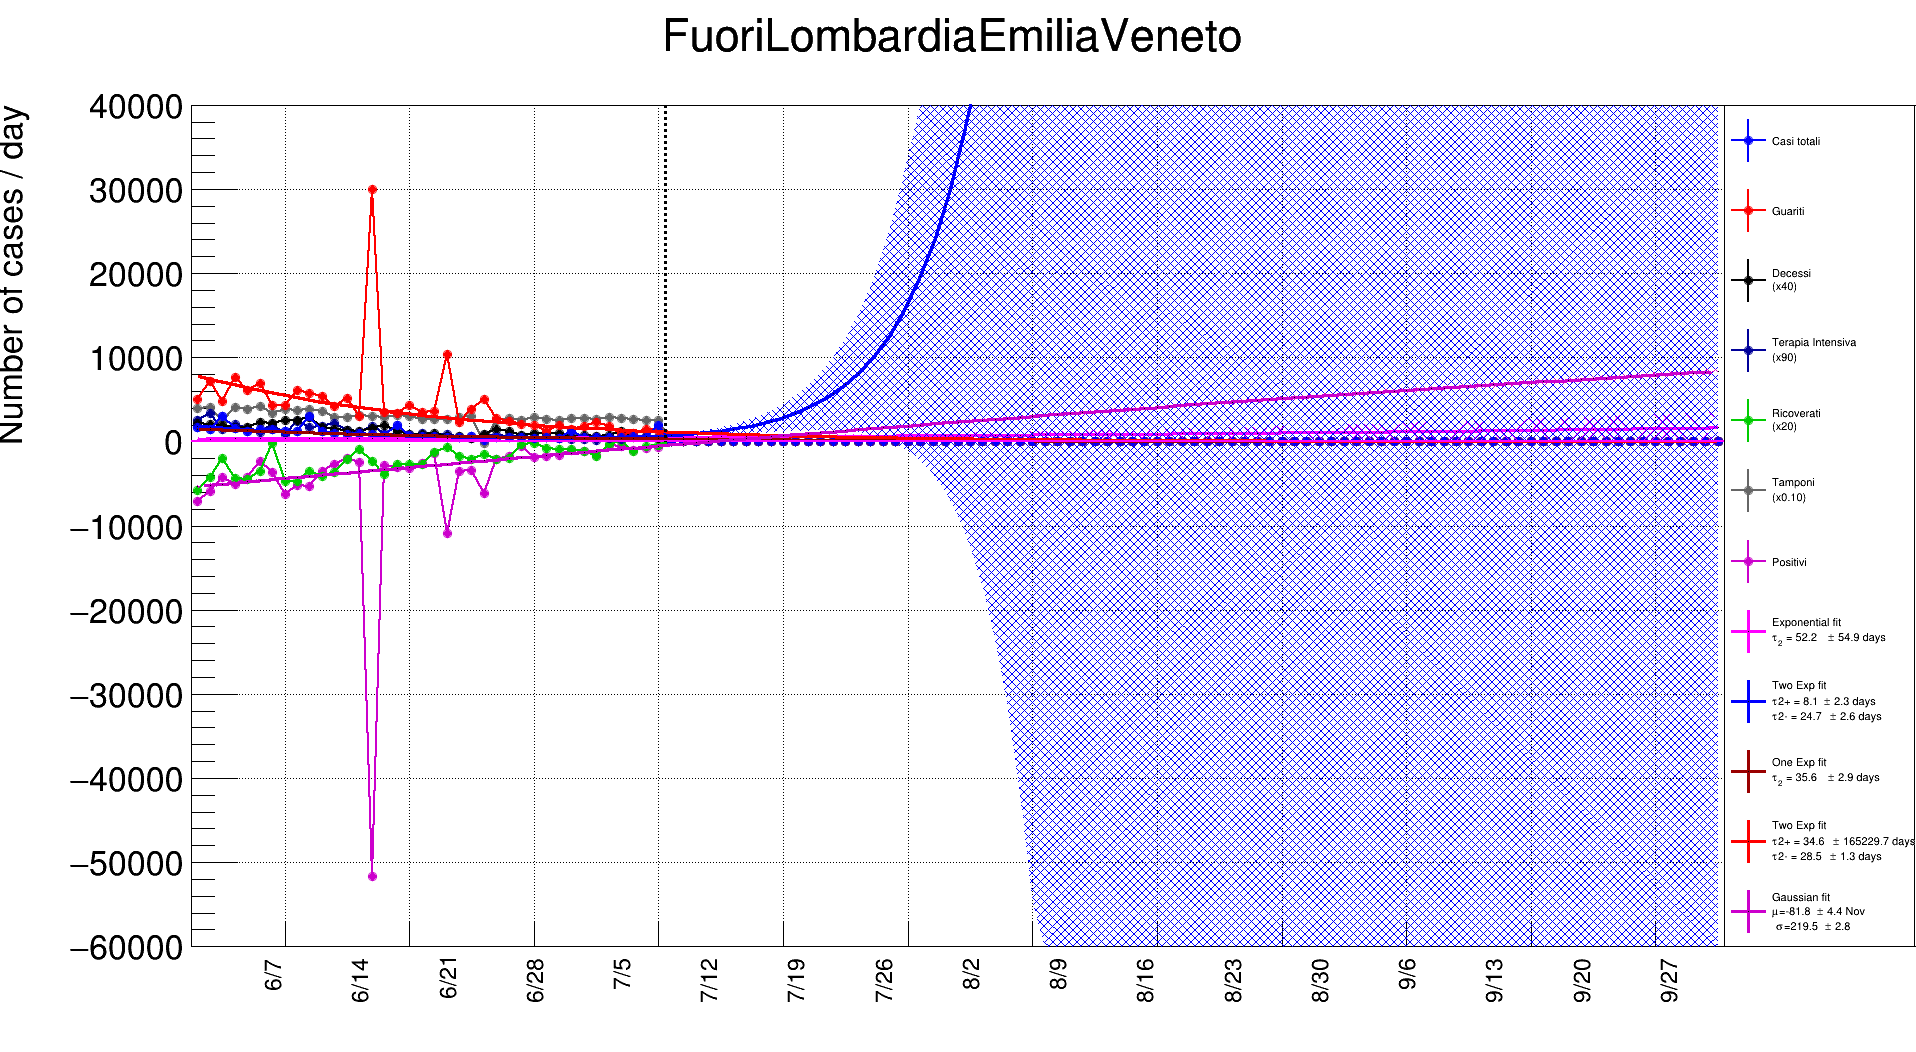 FuoriLombardiaEmiliaVeneto
Number of cases / day
40000
30000
20000
10000
0
−10000
−20000
−30000
−40000
−50000
−60000
6/7
6/14
6/21
6/28
7/5
7/12
7/19
7/26
8/2
8/9
8/16
8/23
8/30
9/6
9/13
9/20
9/27
Casi totali
Guariti
Decessi
(x40)
Terapia Intensiva
(x90)
Ricoverati
(x20)
Tamponi
(x0.10)
Positivi
Exponential fit
τ2 = 52.2 ± 54.9 days
Two Exp fit
τ2+ = 8.1 ± 2.3 days
τ2- = 24.7 ± 2.6 days
One Exp fit
τ2 = 35.6 ± 2.9 days
Two Exp fit
τ2+ = 34.6 ± 165229.7 days
τ2- = 28.5 ± 1.3 days
Gaussian fit
μ=-81.8 ± 4.4 Nov
σ=219.5 ± 2.8